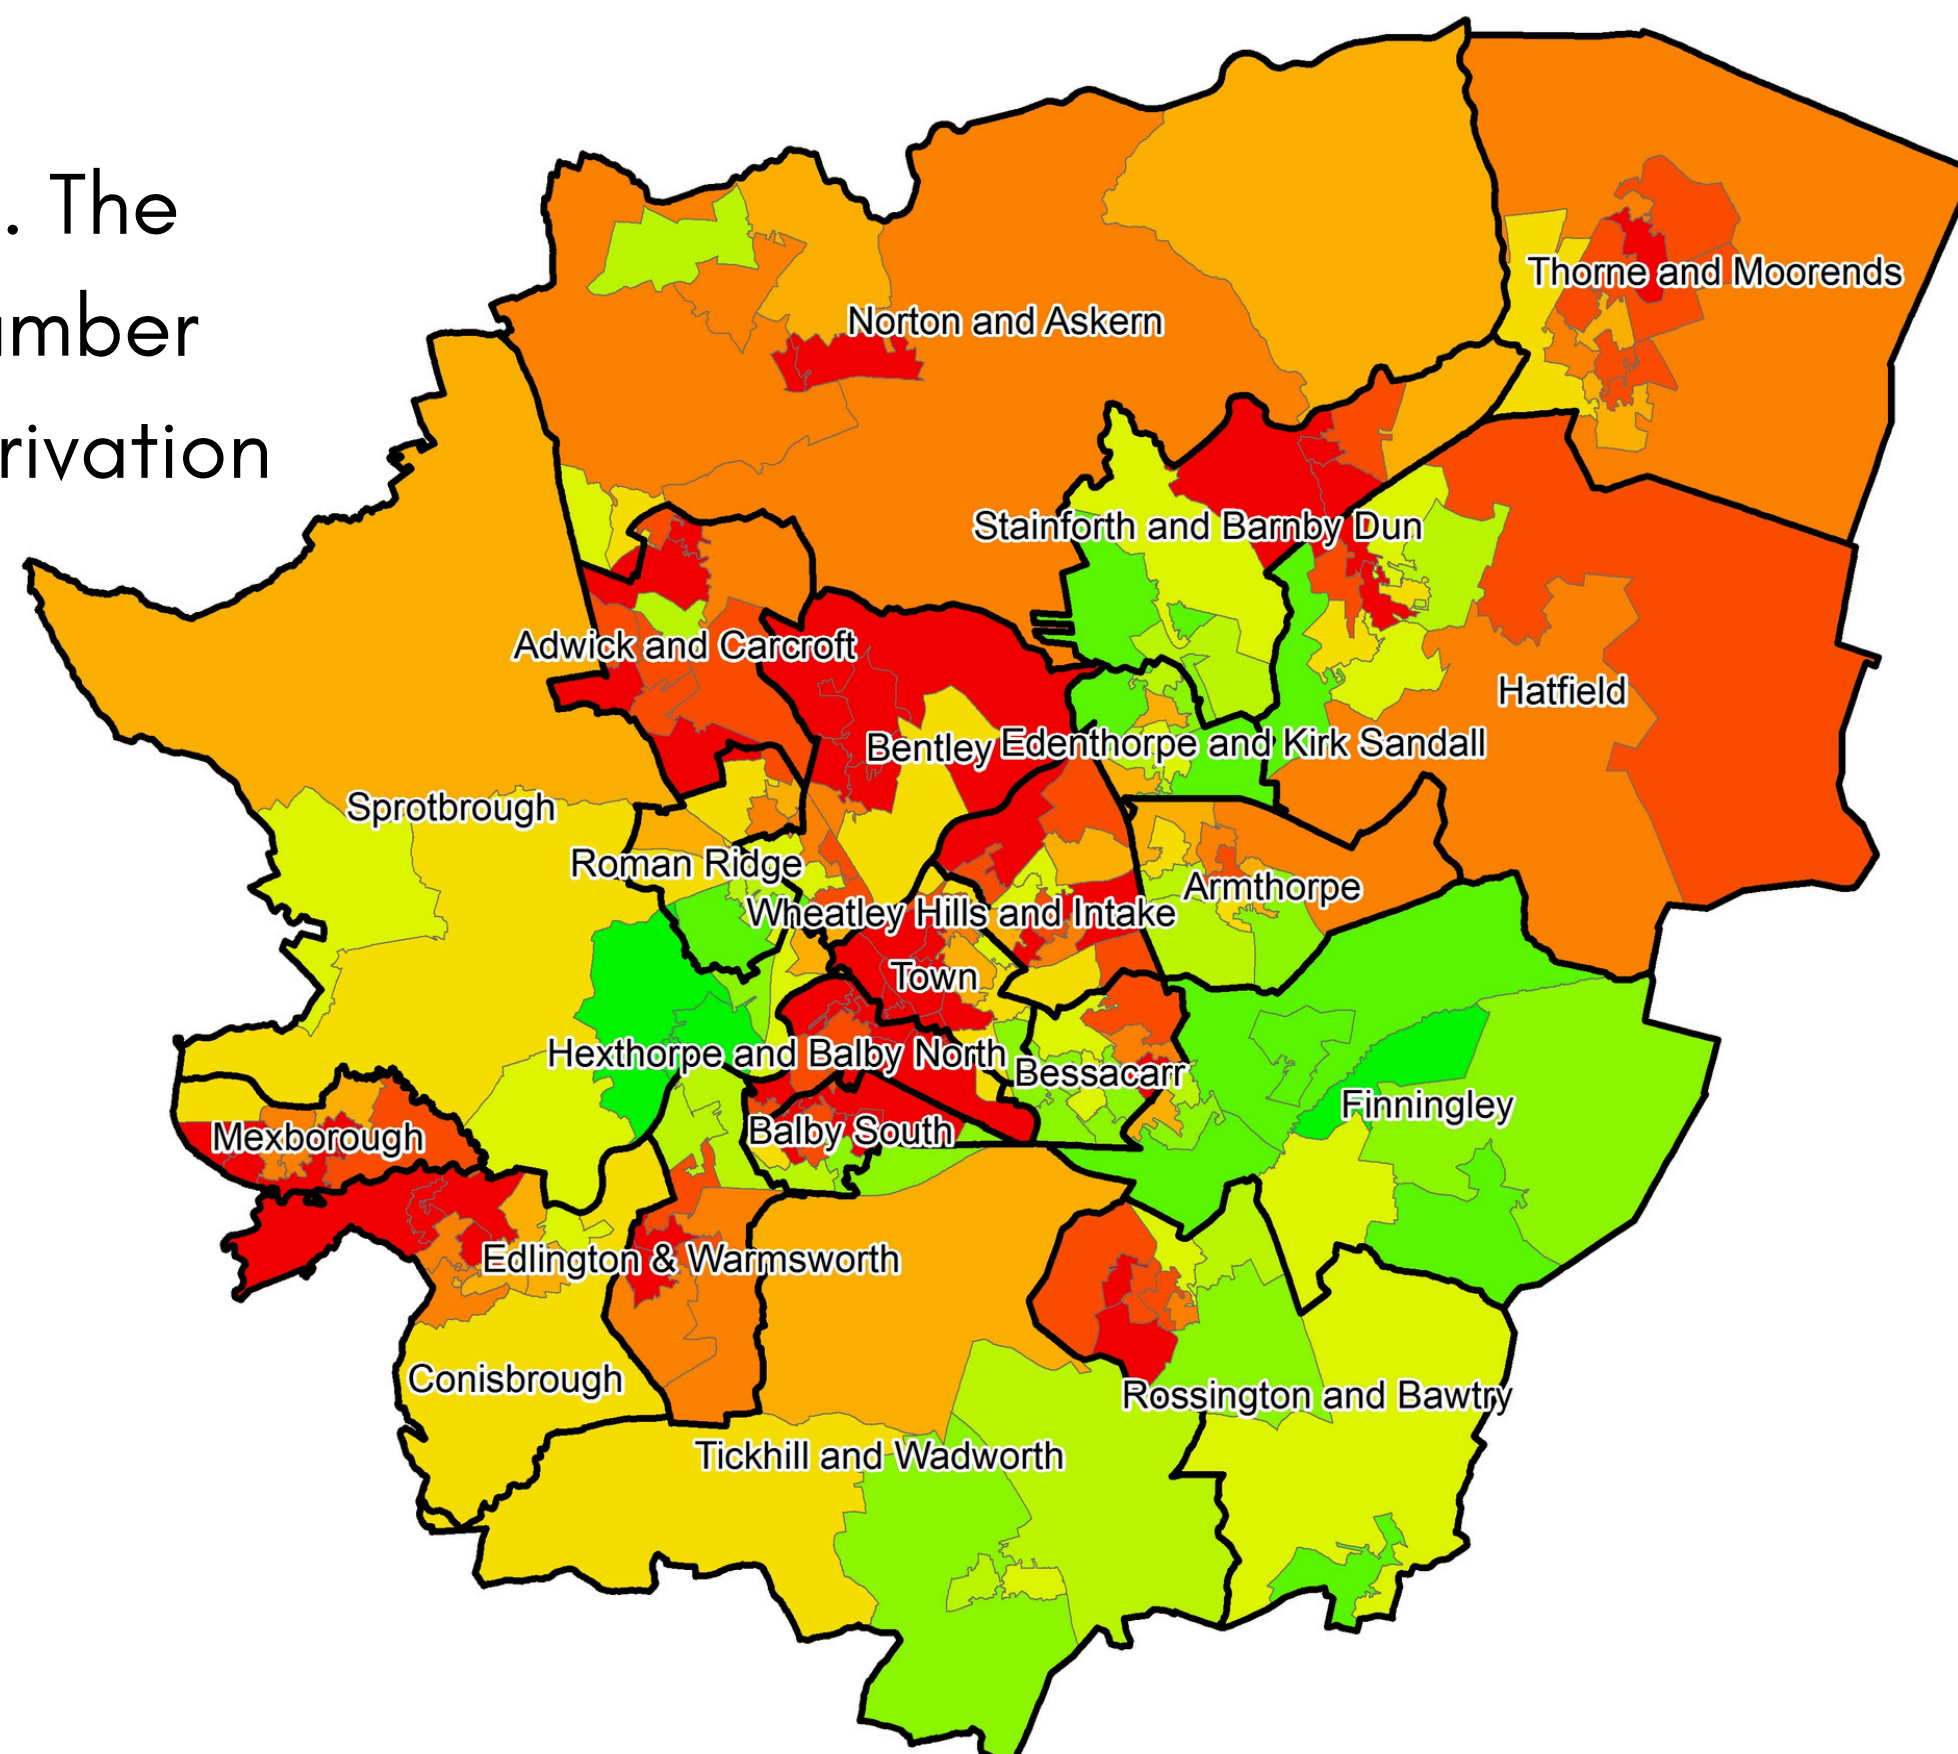 . The
umber
rivation
Thorne and Moorends
Norton and Askern
Stainforth and Barnby Dun
Adwick and Carcroft
Hatfield
Bentley
Edenthorpe and Kirk Sandall
Sprotbrough
Roman Ridge
Armthorpe
Wheatley Hills and Intake
Town
Hexthorpe and Balby North
Bessacarr
Finningley
Balby South
Mexborough
Edlington & Warmsworth
Conisbrough
Rossington and Bawtry
Tickhill and Wadworth